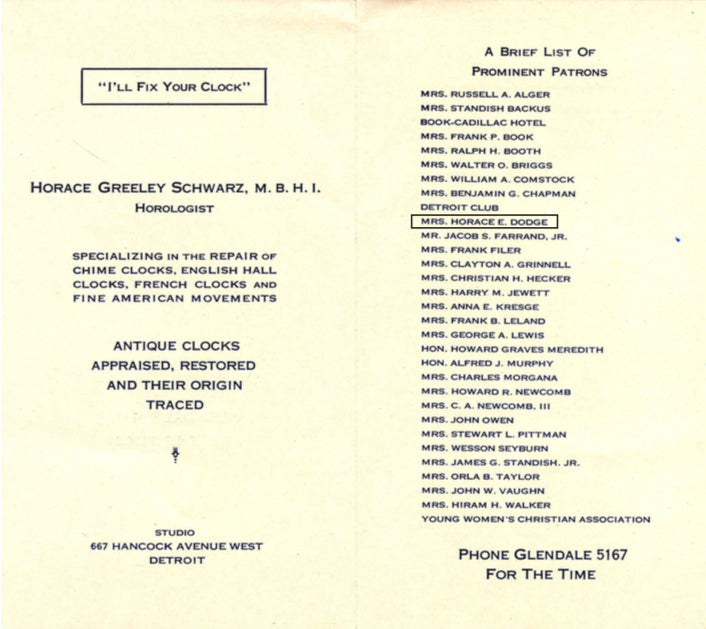 "I'LL FIX YOUR CLOCK"
HORACE GREELEY SCHWARZ, M. B. H. I.
HOROLOGIST
SPECIALIZING IN THE REPAIR OF
CHIME CLOCKS, ENGLISH HALL
CLOCKS, FRENCH CLOCKS AND
FINE AMERICAN MOVEMENTS
ANTIQUE CLOCKS
APPRAISED, RESTORED
AND THEIR ORIGIN
TRACED
STUDIO
667 HANCOCK AVENUE WEST
DETROIT
A BRIEF LIST OF
PROMINENT PATRONS
MRS. RUSSELL A. ALGER
MRS. STANDISH BACKUS
BOOK-CADILLAC HOTEL
MRS. FRANK P. BOOK
MRS. RALPH H. BOOTH
MRS. WALTER O. BRIGGS
MRS. WILLIAM A. COMSTOCK
MRS. BENJAMIN G. CHAPMAN
DETROIT CLUB
MRS. HORACE E. DODGE
MR. JACOB S. FARRAND, JR.
MRS. FRANK FILER
MRS. CLAYTON A. GRINNELL
MRS. CHRISTIAN H. HECKER
MRS. HARRY M. JEWETT
MRS. ANNA E. KRESGE
MRS. FRANK B. LELAND
MRS. GEORGE A. LEWIS
HON. HOWARD GRAVES MEREDITH
HON. ALFRED J. MURPHY
MRS. CHARLES MORGANA
MRS. HOWARD R. NEWCOMB
MRS. C. A. NEWCOMB, III
MRS. JOHN OWEN
MRS. STEWART L. PITTMAN
MRS. WESSON SEYBURN
MRS. JAMES G. STANDISH. JR.
MRS. ORLA B. TAYLOR
MRS. JOHN W. VAUGHN
MRS. HIRAM H. WALKER
YOUNG WOMEN'S CHRISTIAN ASSOCIATION
PHONE GLENDALE 5167
FOR THE TIME